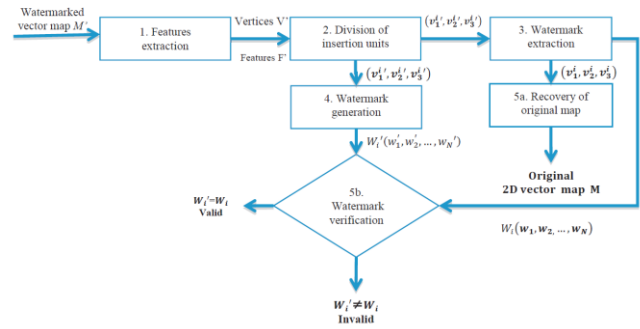 Watermarked
vector map M'
1. Features
extraction
Vertices V'
Features F'
2. Division of
insertion units
(v₁ⁱ′, v₂ⁱ′, v₃ⁱ′)
3. Watermark
extraction
(v₁ⁱ′, v₂ⁱ′, v₃ⁱ′)
(v₁ⁱ, v₂ⁱ, v₃ⁱ)
4. Watermark
generation
5a. Recovery of
original map
Wᵢ′(w₁′, w₂′, ..., w_N′)
Original
2D vector map M
5b.
Watermark
verification
Wᵢ′=Wᵢ
Valid
Wᵢ(w₁, w₂, ..., w_N)
Wᵢ′≠Wᵢ
Invalid